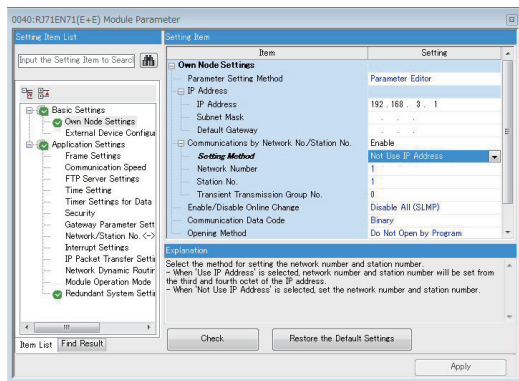 0040:RJ71EN71(E+E) Module Parameter
Setting Item List
Input the Setting Item to Search
Basic Settings
Own Node Settings
External Device Configu
Application Settings
Frame Settings
Communication Speed
FTP Server Settings
Time Setting
Timer Settings for Data
Security
Gateway Parameter Sett
Network/Station No. <->
Interrupt Settings
IP Packet Transfer Setti
Network Dynamic Routin
Module Operation Mode
Redundant System Setti
Item List Find Result
Setting Item
Item Setting
Own Node Settings
Parameter Setting Method Parameter Editor
IP Address
IP Address 192 . 168 . 3 . 1
Subnet Mask . . .
Default Gateway . . .
Communications by Network No./Station No. Enable
Setting Method Not Use IP Address
Network Number 1
Station No. 1
Transient Transmission Group No. 0
Enable/Disable Online Change Disable All (SLMP)
Communication Data Code Binary
Opening Method Do Not Open by Program
Explanation
Select the method for setting the network number and station number.
- When 'Use IP Address' is selected, network number and station number will be set from
the third and fourth octet of the IP address.
- When 'Not Use IP Address' is selected, set the network number and station number.
Check Restore the Default Settings
Apply